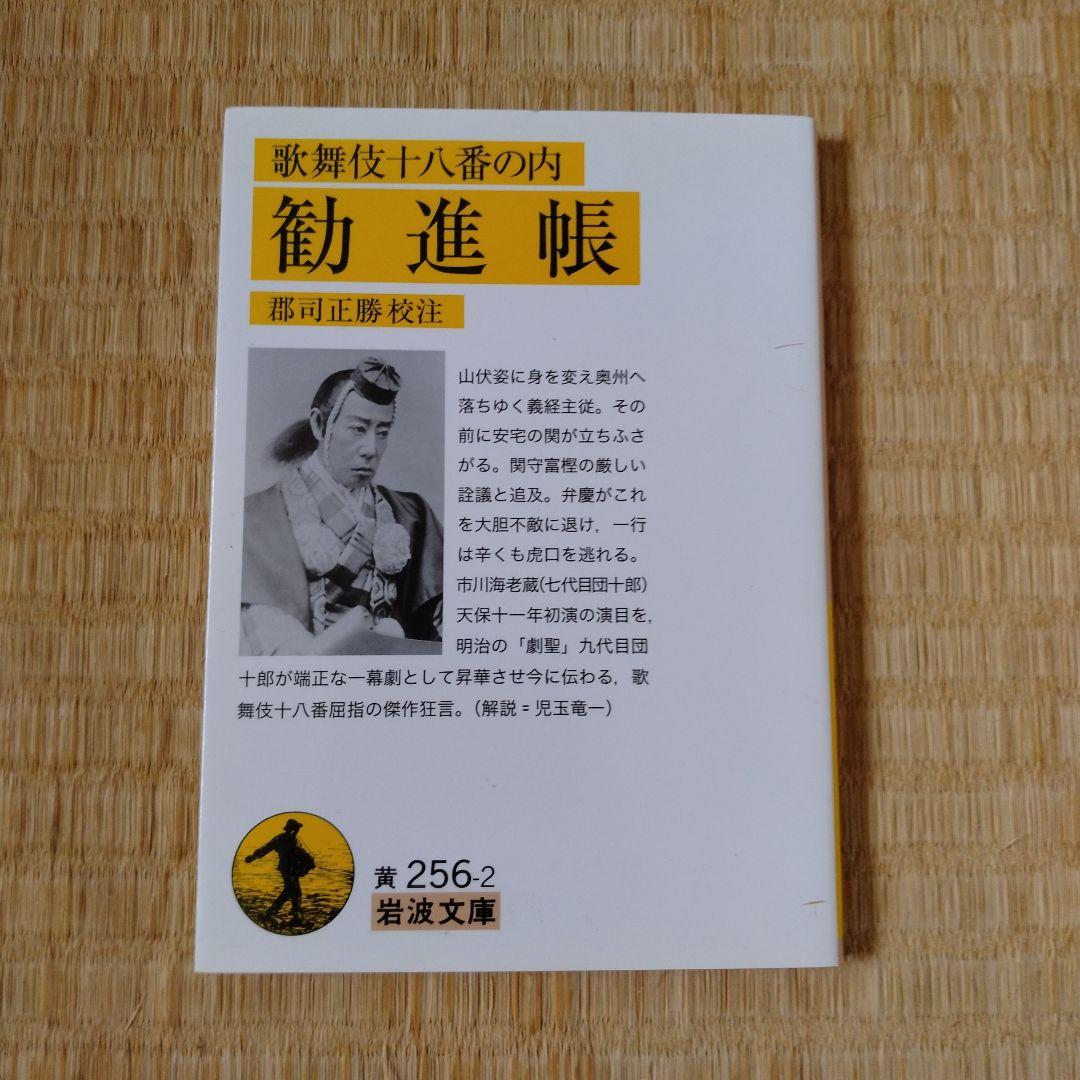 歌舞伎十八番の内
勧進帳
郡司正勝校注
山伏姿に身を変え奥州へ
落ちゆく義経主従。その
前に安宅の関が立ちふさ
がる。関守富樫の厳しい
詮議と追及。弁慶がこれ
を大胆不敵に退け，一行
は辛くも虎口を逃れる。
市川海老蔵(七代目団十郎)
天保十一年初演の演目を，
明治の「劇聖」九代目団
十郎が端正な一幕劇として昇華させ今に伝わる，歌
舞伎十八番屈指の傑作狂言。(解説＝児玉竜一)
黄 256-2
岩波文庫